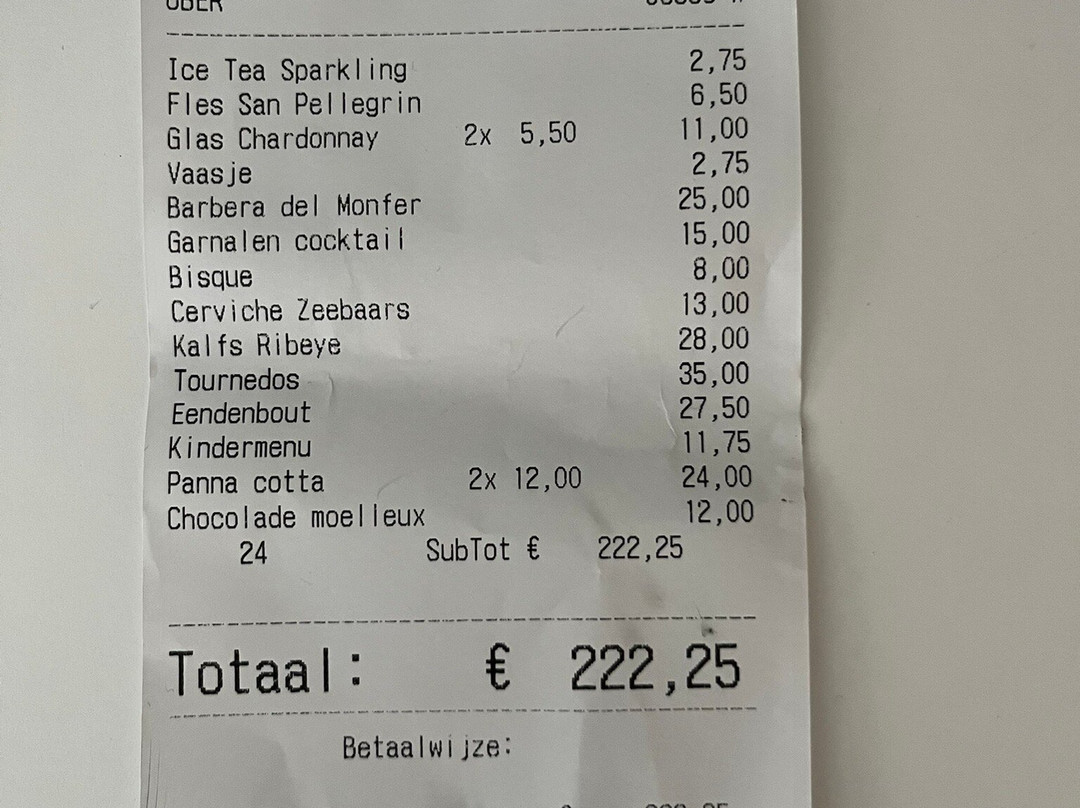 Ice Tea Sparkling 2,75
Fles San Pellegrin 6,50
Glas Chardonnay 2x 5,50 11,00
Vaasje 2,75
Barbera del Monfer 25,00
Garnalen cocktail 15,00
Bisque 8,00
Cerviche Zeebaars 13,00
Kalfs Ribeye 28,00
Tournedos 35,00
Eendenbout 27,50
Kindermenu 11,75
Panna cotta 2x 12,00 24,00
Chocolade moelleux 12,00
24 SubTot € 222,25
Totaal: € 222,25
Betaalwijze: